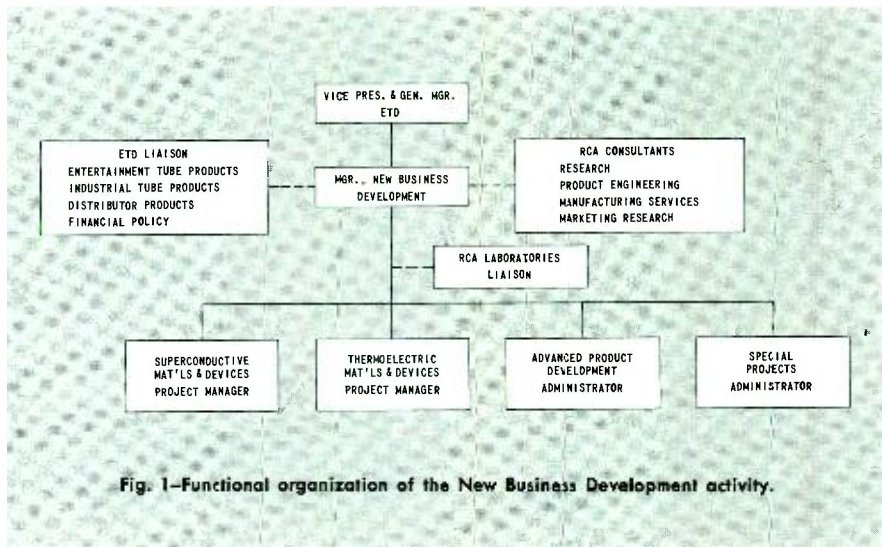 VICE PRES. & GEN. MGR.
ETD
ETD LIAISON
ENTERTAINMENT TUBE PRODUCTS
INDUSTRIAL TUBE PRODUCTS
DISTRIBUTOR PRODUCTS
FINANCIAL POLICY
MGR., NEW BUSINESS
DEVELOPMENT
RCA CONSULTANTS
RESEARCH
PRODUCT ENGINEERING
MANUFACTURING SERVICES
MARKETING RESEARCH
RCA LABORATORIES
LIAISON
SUPERCONDUCTIVE
MAT'LS & DEVICES
PROJECT MANAGER
THERMOELECTRIC
MAT'LS & DEVICES
PROJECT MANAGER
ADVANCED PRODUCT
DEVELOPMENT
ADMINISTRATOR
SPECIAL
PROJECTS
ADMINISTRATOR
Fig. 1–Functional organization of the New Business Development activity.